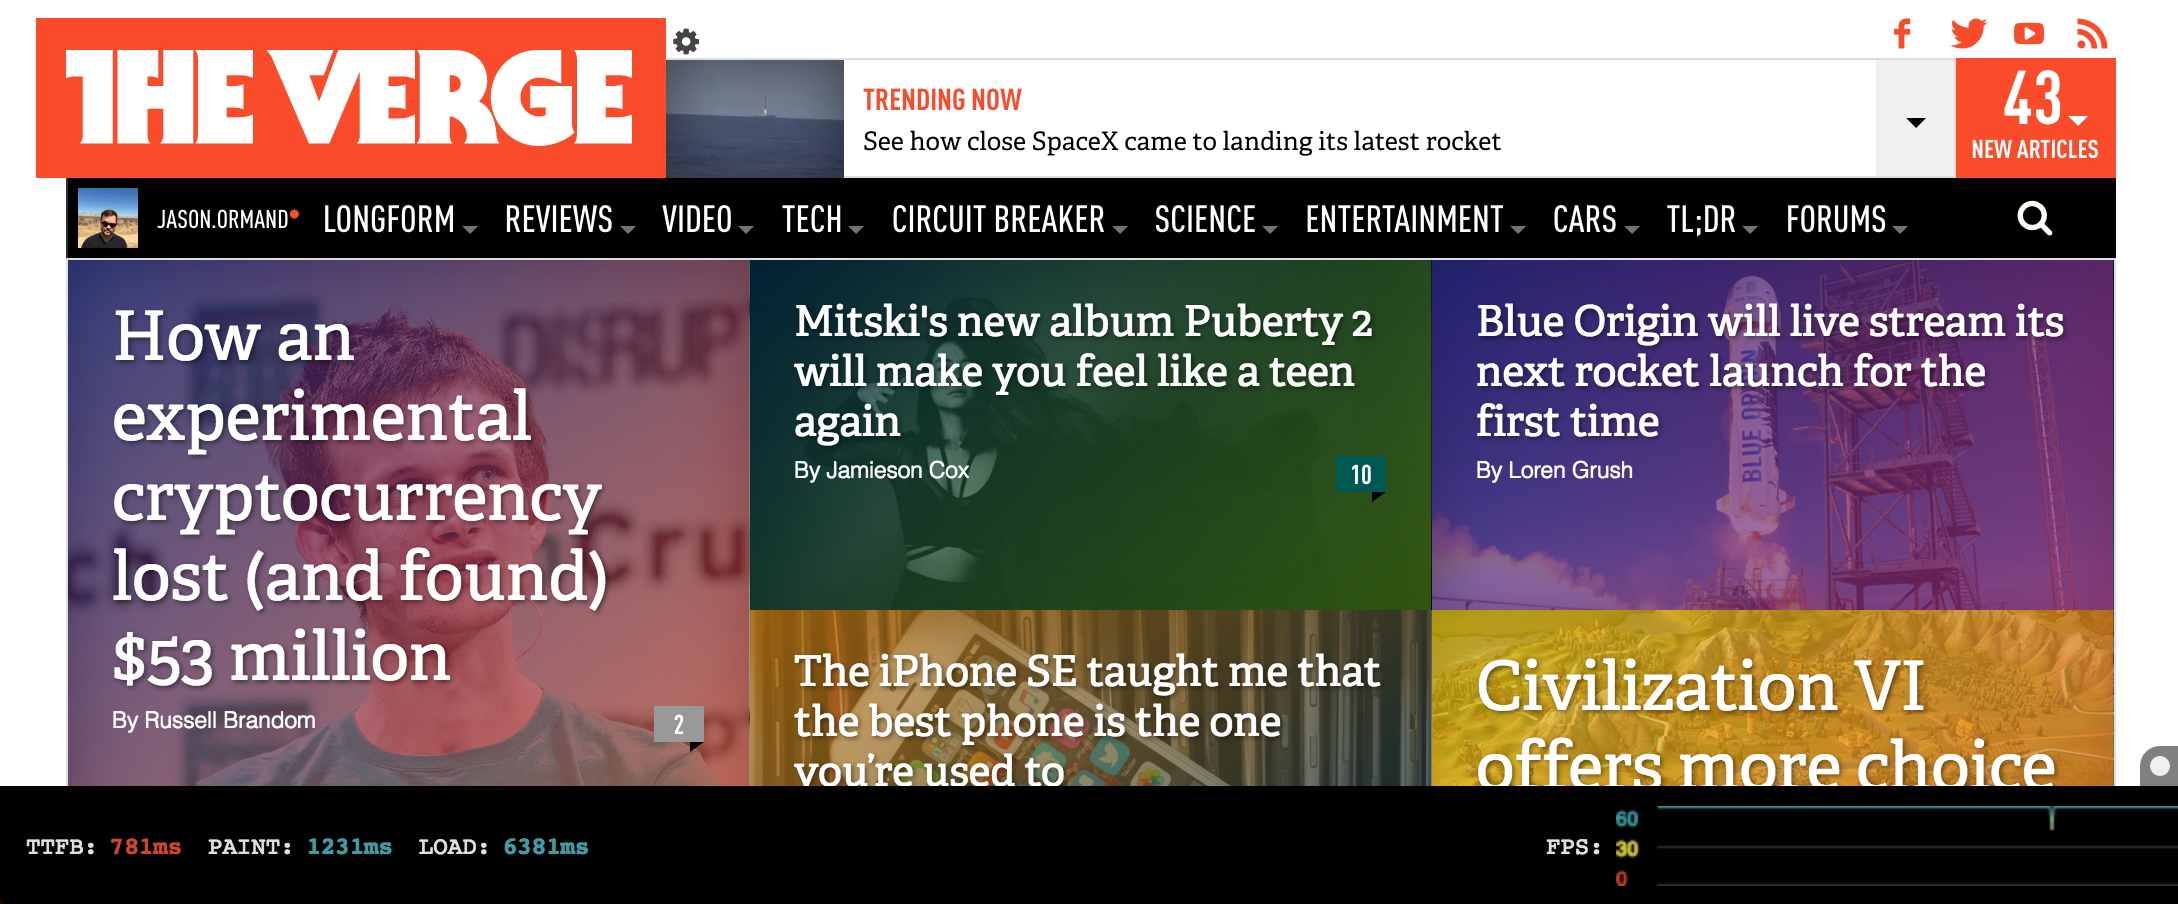 THE VERGE
TRENDING NOW
See how close SpaceX came to landing its latest rocket
43
NEW ARTICLES
JASON.ORMAND LONGFORM REVIEWS VIDEO TECH CIRCUIT BREAKER SCIENCE ENTERTAINMENT CARS TL;DR FORUMS
How an
experimental
cryptocurrency
lost (and found)
$53 million
By Russell Brandom
2
DISRUPT
Cru
Mitski's new album Puberty 2
will make you feel like a teen
again
By Jamieson Cox
10
Blue Origin will live stream its
next rocket launch for the
first time
By Loren Grush
BLUE ORIGIN
The iPhone SE taught me that
the best phone is the one
you're used to
Civilization VI
offers more choice
TTFB: 781ms PAINT: 1231ms LOAD: 6381ms
FPS: 60
30
0